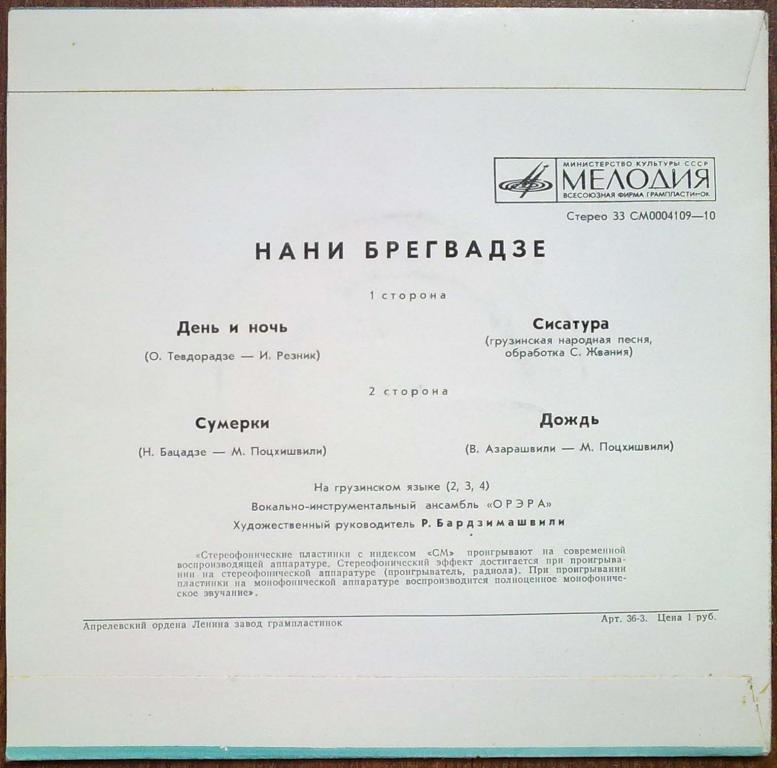 МИНИСТЕРСТВО КУЛЬТУРЫ СССР
МЕЛОДИЯ
ВСЕСОЮЗНАЯ ФИРМА ГРАМПЛАСТИНОК
Стерео 33 СМ0004109—10
НАНИ БРЕГВАДЗЕ
1 сторона
День и ночь
(О. Тевдорадзе — И. Резник)
Сисатура
(грузинская народная песня,
обработка С. Жвания)
2 сторона
Сумерки
(Н. Бацадзе — М. Поцхишвили)
Дождь
(В. Азарашвили — М. Поцхишвили)
На грузинском языке (2, 3, 4)
Вокально-инструментальный ансамбль «ОРЭРА»
Художественный руководитель Р. Бардзимашвили
«Стереофонические пластинки с индексом «СМ» проигрывают на современной
воспроизводящей аппаратуре. Стереофонический эффект достигается при проигрыва-
нии на стереофонической аппаратуре (проигрыватель, радиола). При проигрывании
пластинки на монофонической аппаратуре воспроизводится полноценное монофониче-
ское звучание».
Апрелевский ордена Ленина завод грампластинок
Арт. 36-3. Цена 1 руб.